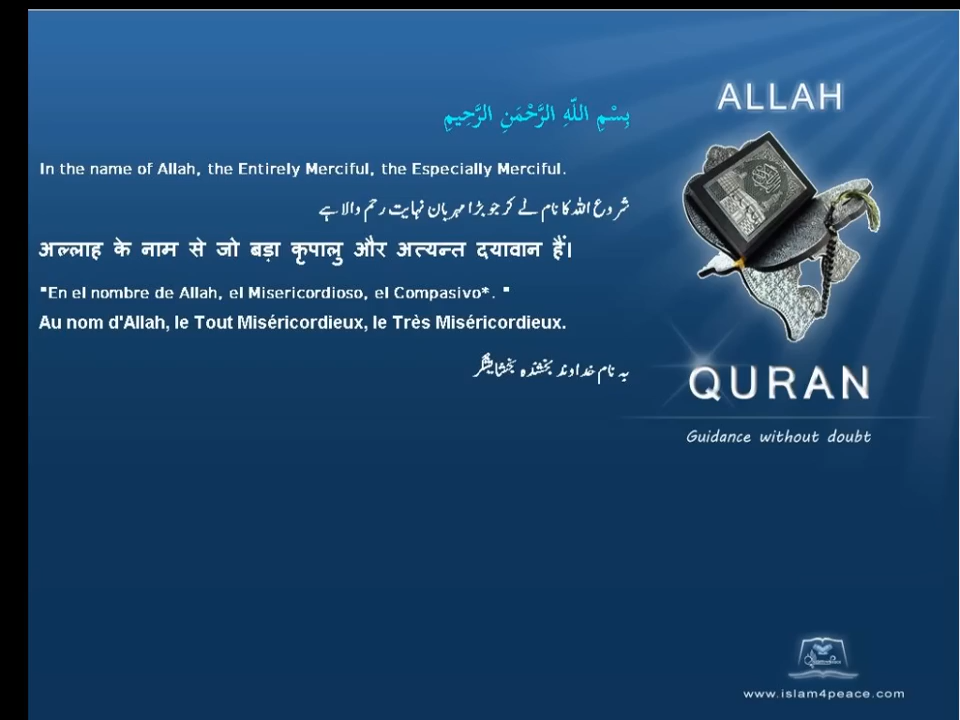 بِسْمِ اللَّهِ الرَّحْمَنِ الرَّحِيمِ
In the name of Allah, the Entirely Merciful, the Especially Merciful.
شروع الله کا نام لے کر جو بڑا مہربان نہایت رحم والا ہے
अल्लाह के नाम से जो बड़ा कृपालु और अत्यन्त दयावान हैं।
"En el nombre de Allah, el Misericordioso, el Compasivo*. "
Au nom d'Allah, le Tout Miséricordieux, le Très Miséricordieux.
به نام خداوند بخشنده بخشایشگر
ALLAH
QURAN
Guidance without doubt
www.islam4peace.com